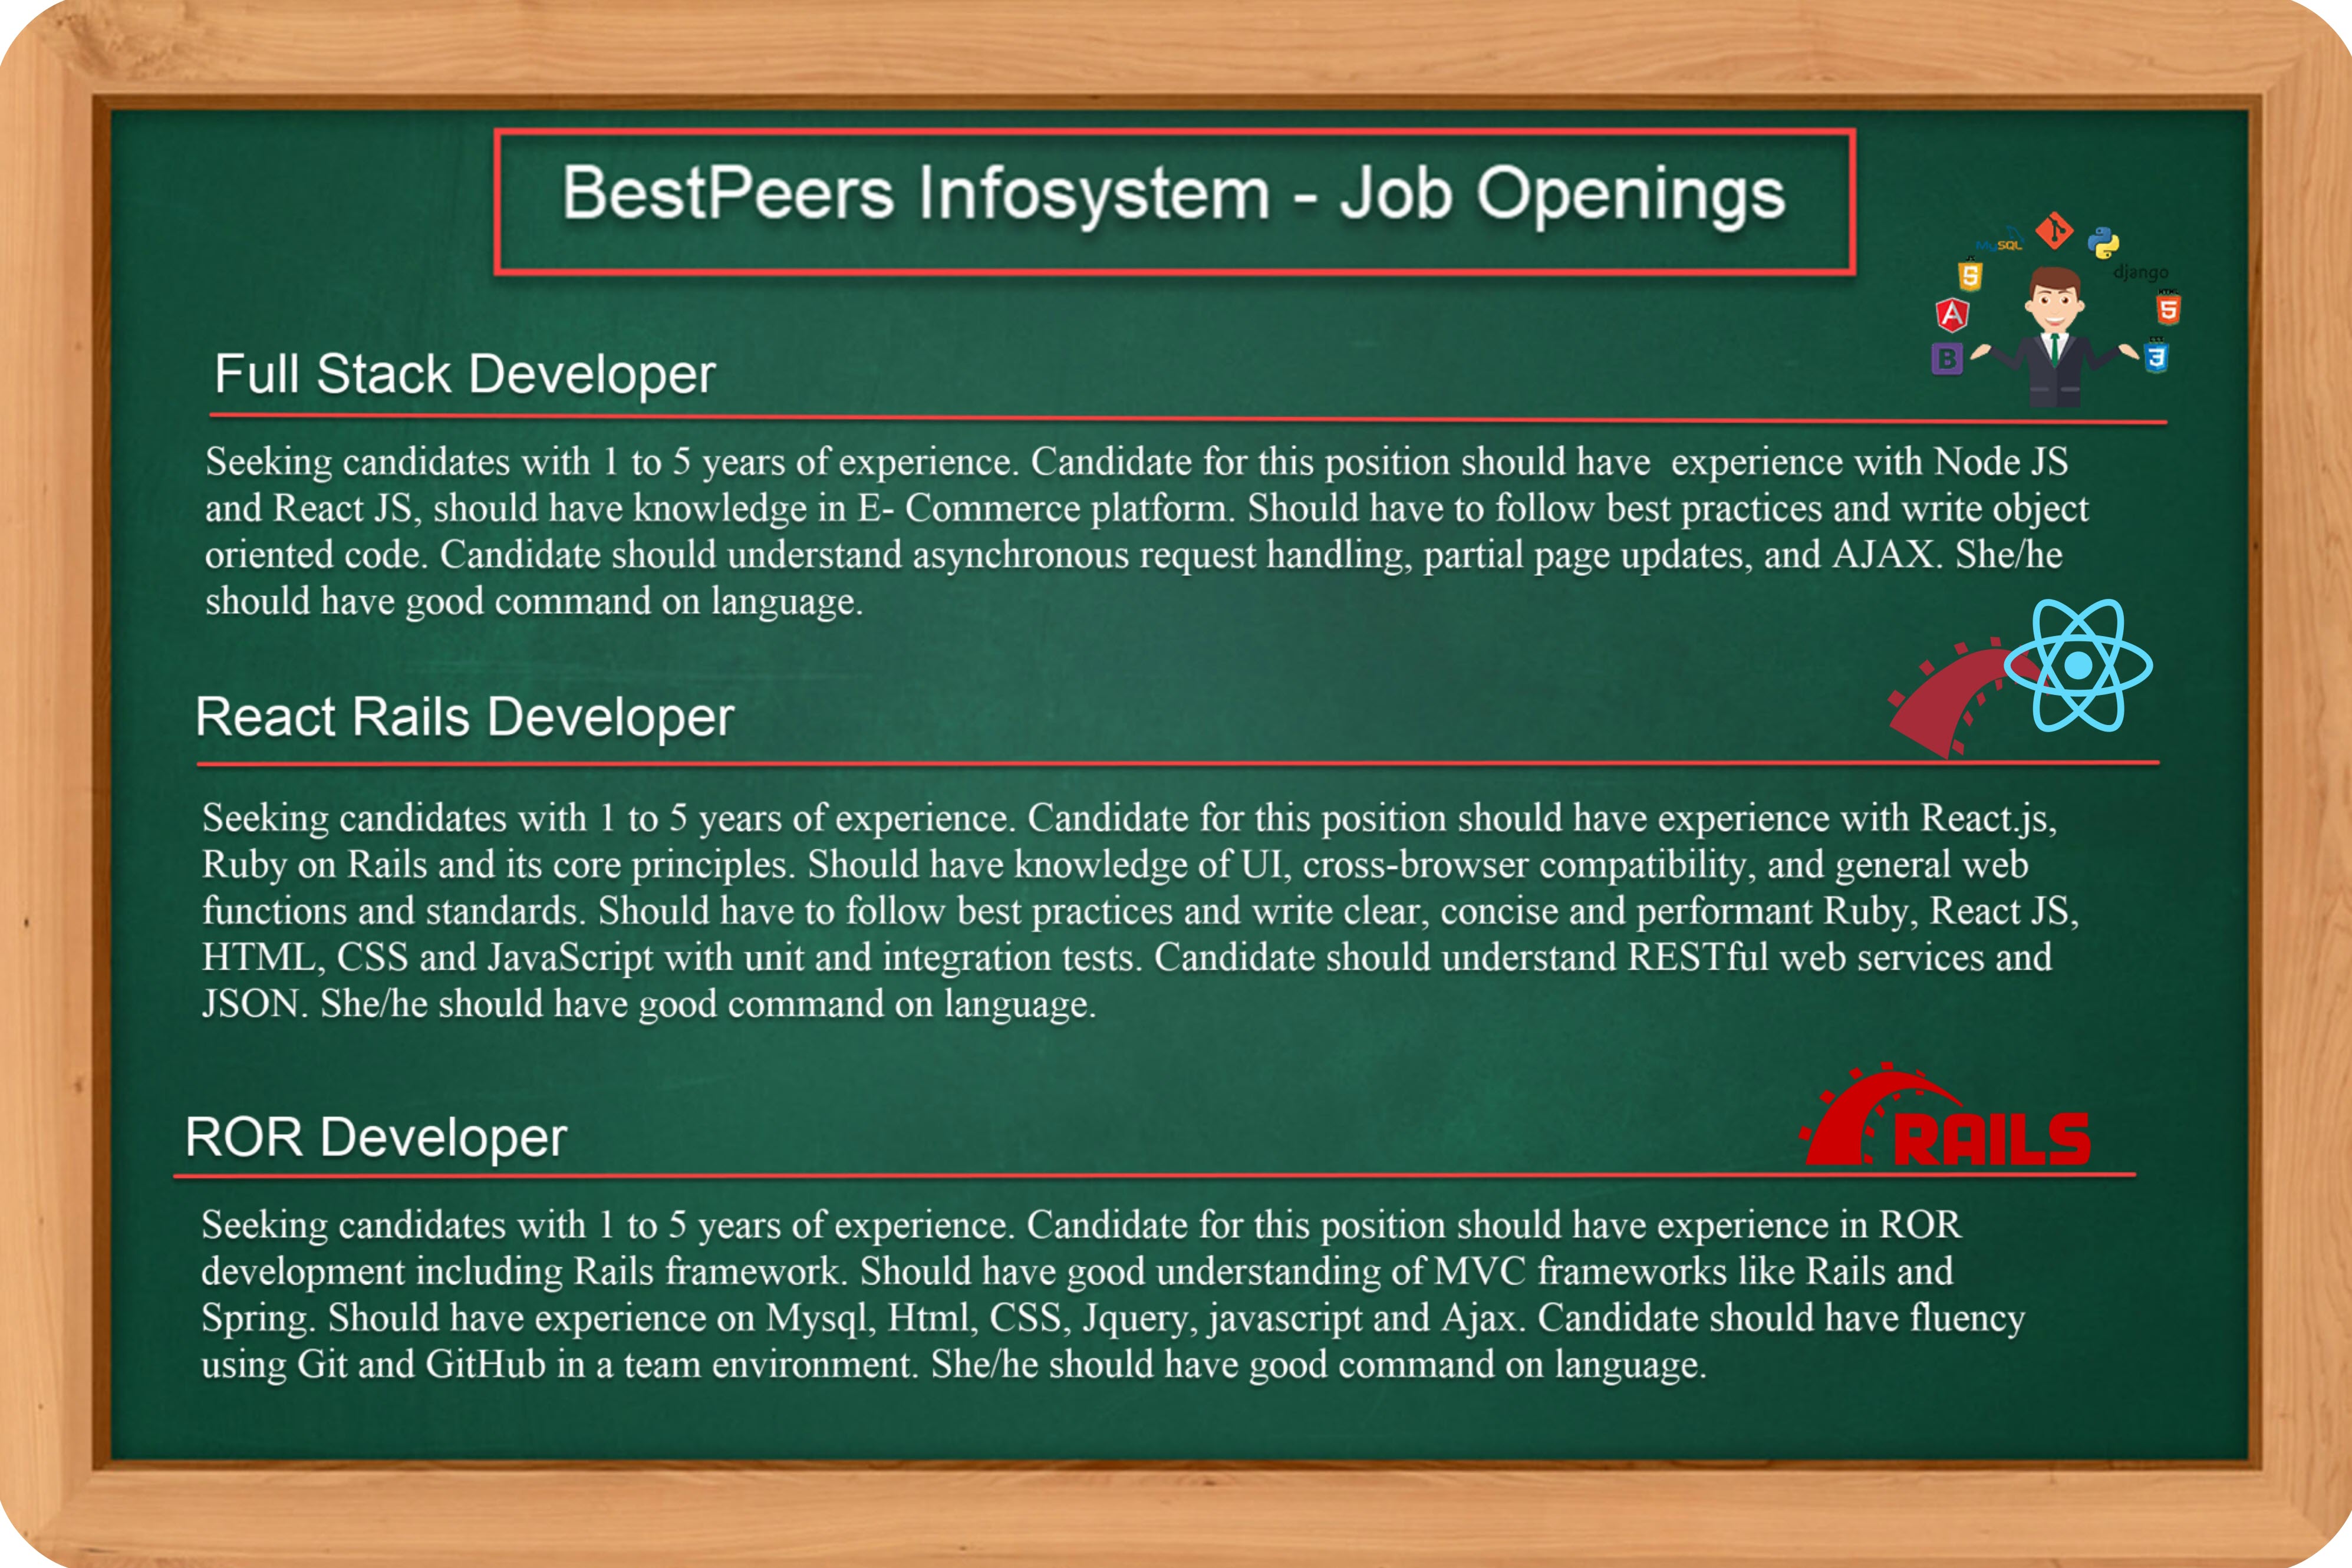 BestPeers Infosystem - Job Openings
MySQL
django
5
5
A
B
3
Full Stack Developer
Seeking candidates with 1 to 5 years of experience. Candidate for this position should have  experience with Node JS
and React JS, should have knowledge in E- Commerce platform. Should have to follow best practices and write object
oriented code. Candidate should understand asynchronous request handling, partial page updates, and AJAX. She/he
should have good command on language.
React Rails Developer
Seeking candidates with 1 to 5 years of experience. Candidate for this position should have experience with React.js,
Ruby on Rails and its core principles. Should have knowledge of UI, cross-browser compatibility, and general web
functions and standards. Should have to follow best practices and write clear, concise and performant Ruby, React JS,
HTML, CSS and JavaScript with unit and integration tests. Candidate should understand RESTful web services and
JSON. She/he should have good command on language.
RAILS
ROR Developer
Seeking candidates with 1 to 5 years of experience. Candidate for this position should have experience in ROR
development including Rails framework. Should have good understanding of MVC frameworks like Rails and
Spring. Should have experience on Mysql, Html, CSS, Jquery, javascript and Ajax. Candidate should have fluency
using Git and GitHub in a team environment. She/he should have good command on language.